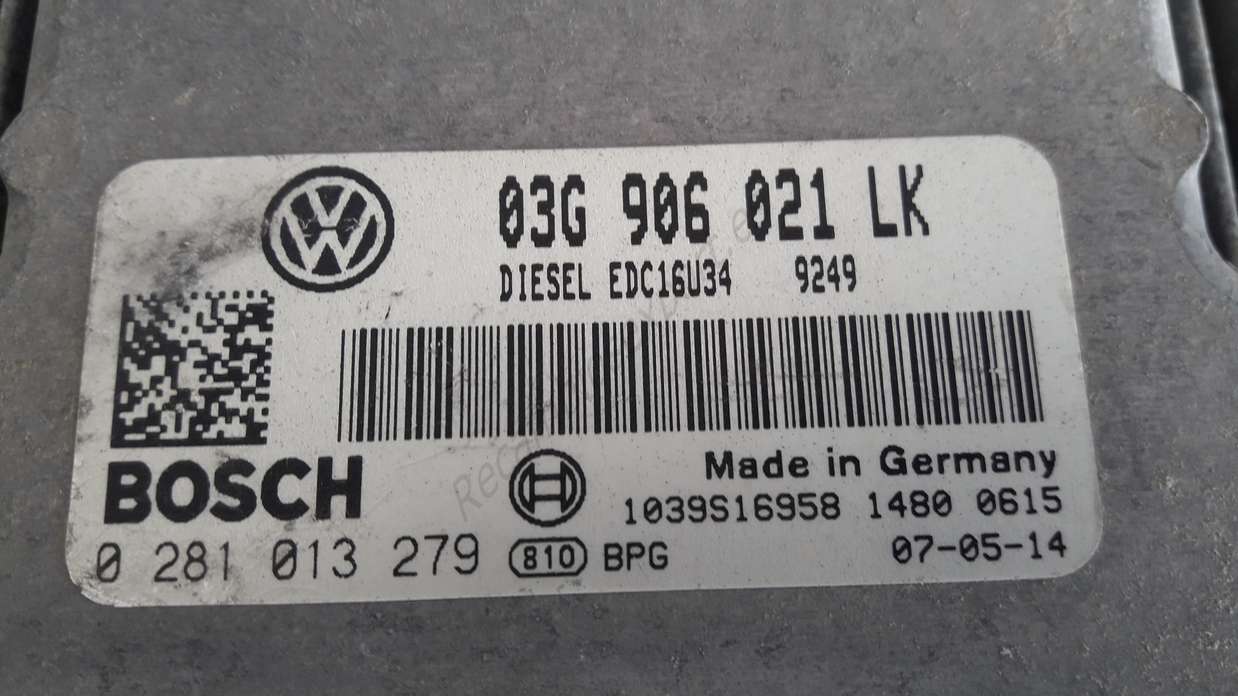 03G 906 021 LK
DIESEL EDC16U34 9249
BOSCH
Made in Germany
1039S16958 1480 0615
0 281 013 279 810 BPG
07-05-14